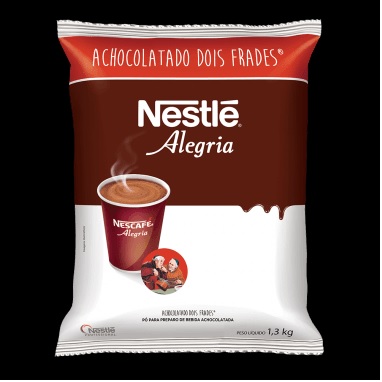 ACHOCOLATADO DOIS FRADES®
Nestlé®
Alegria
NESCAFÉ
Alegria
ACHOCOLATADO DOIS FRADES®
PÓ PARA PREPARO DE BEBIDA ACHOCOLATADA
PESO LÍQUIDO: 1,3 kg
Nestlé
PROFESSIONAL